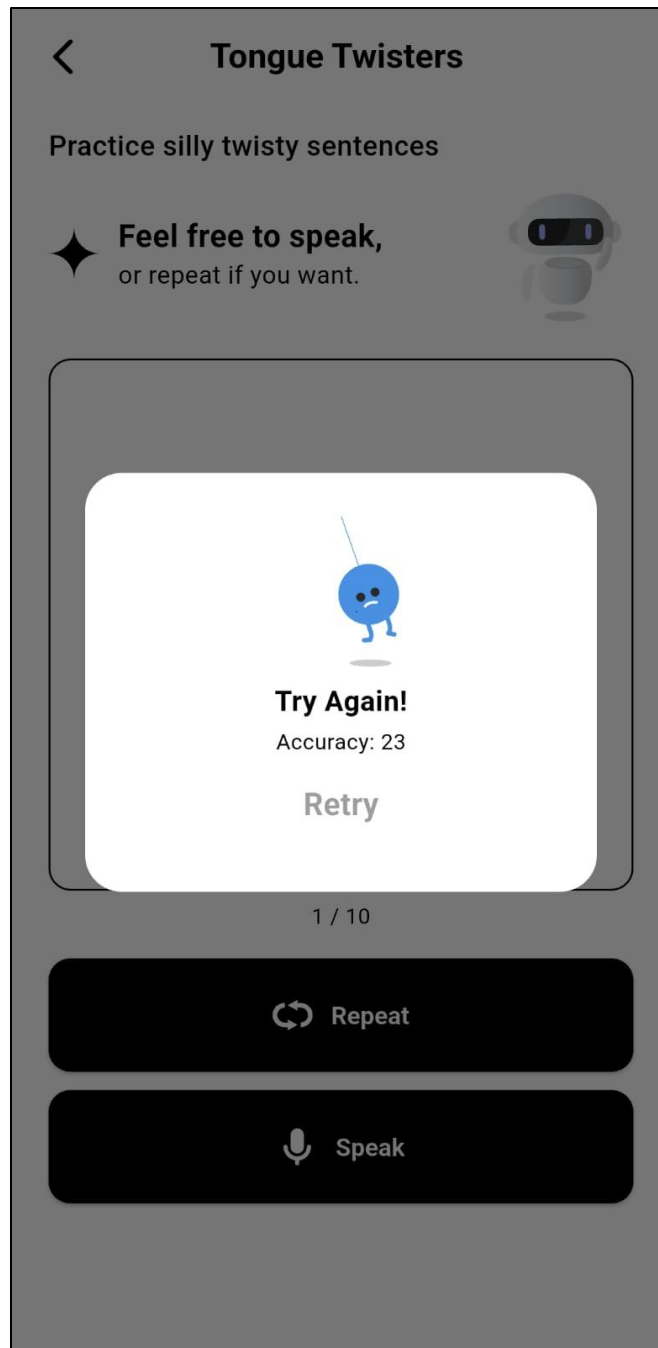 Tongue Twisters
Practice silly twisty sentences
Feel free to speak,
or repeat if you want.
Try Again!
Accuracy: 23
Retry
1 / 10
Repeat
Speak